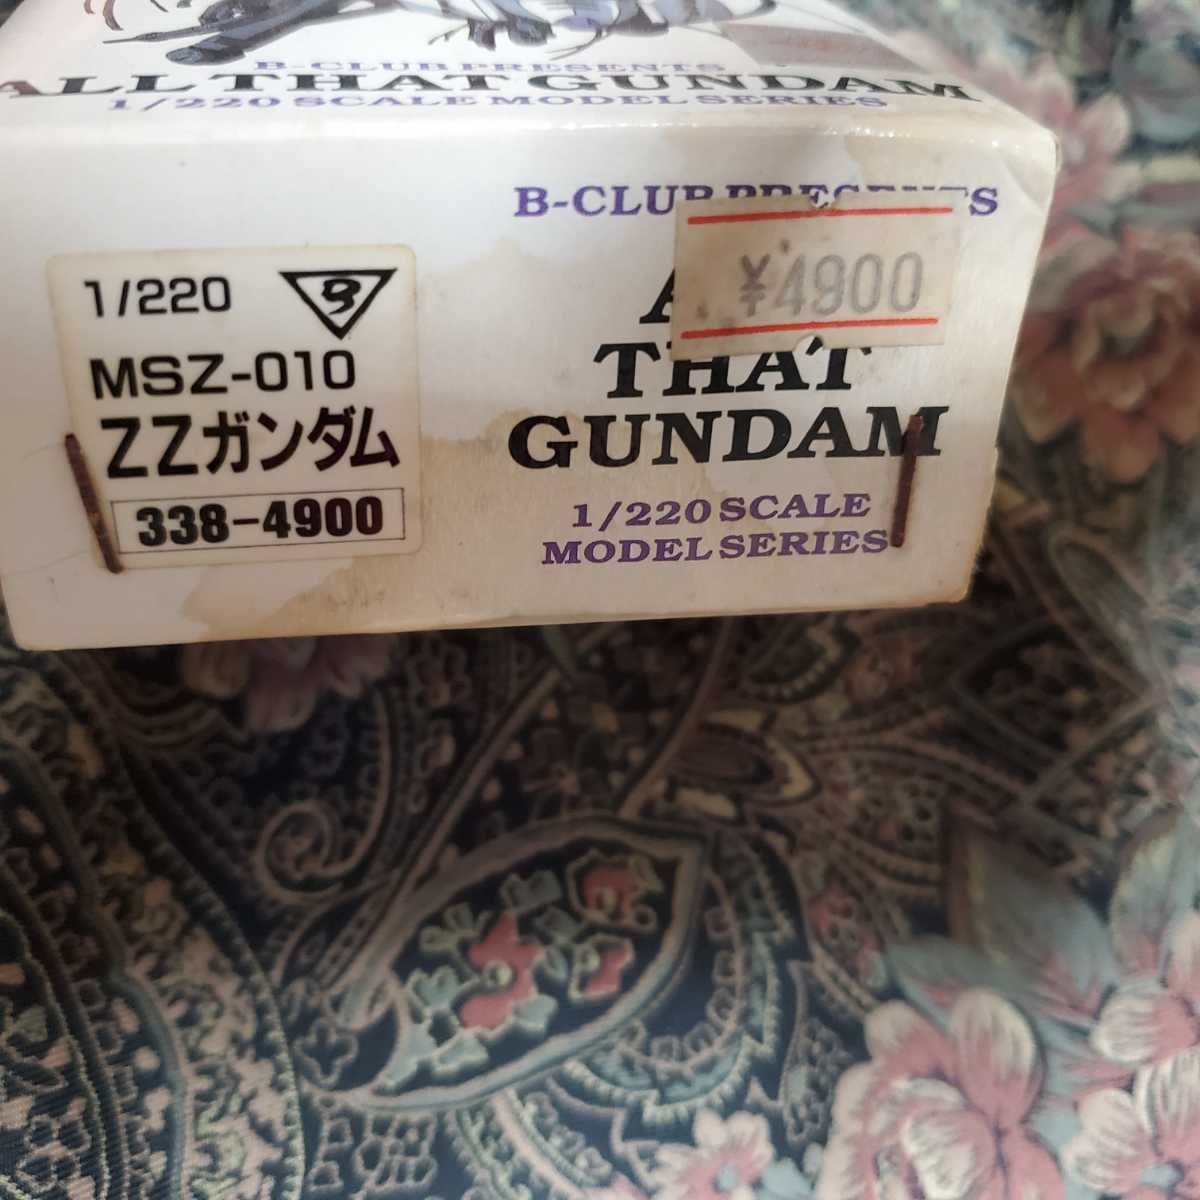 B-CLUB PRESENTS
ALL THAT GUNDAM
1/220 SCALE MODEL SERIES
1/220 B
MSZ-010
ZZガンダム
338-4900
B-CLUB PRESENTS
¥4900
A
THAT
GUNDAM
1/220 SCALE
MODEL SERIES